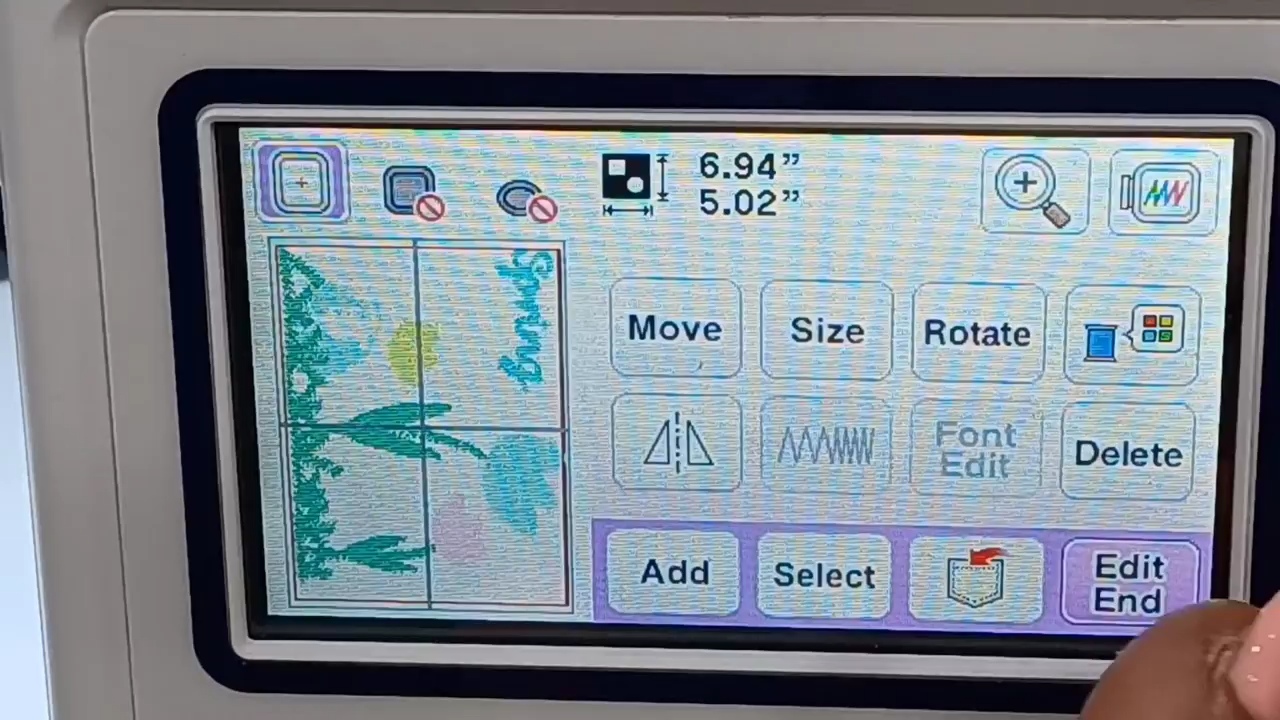 6.94”
5.02”
Spring
Move
Size
Rotate
Font
Edit
Delete
Add
Select
Edit
End